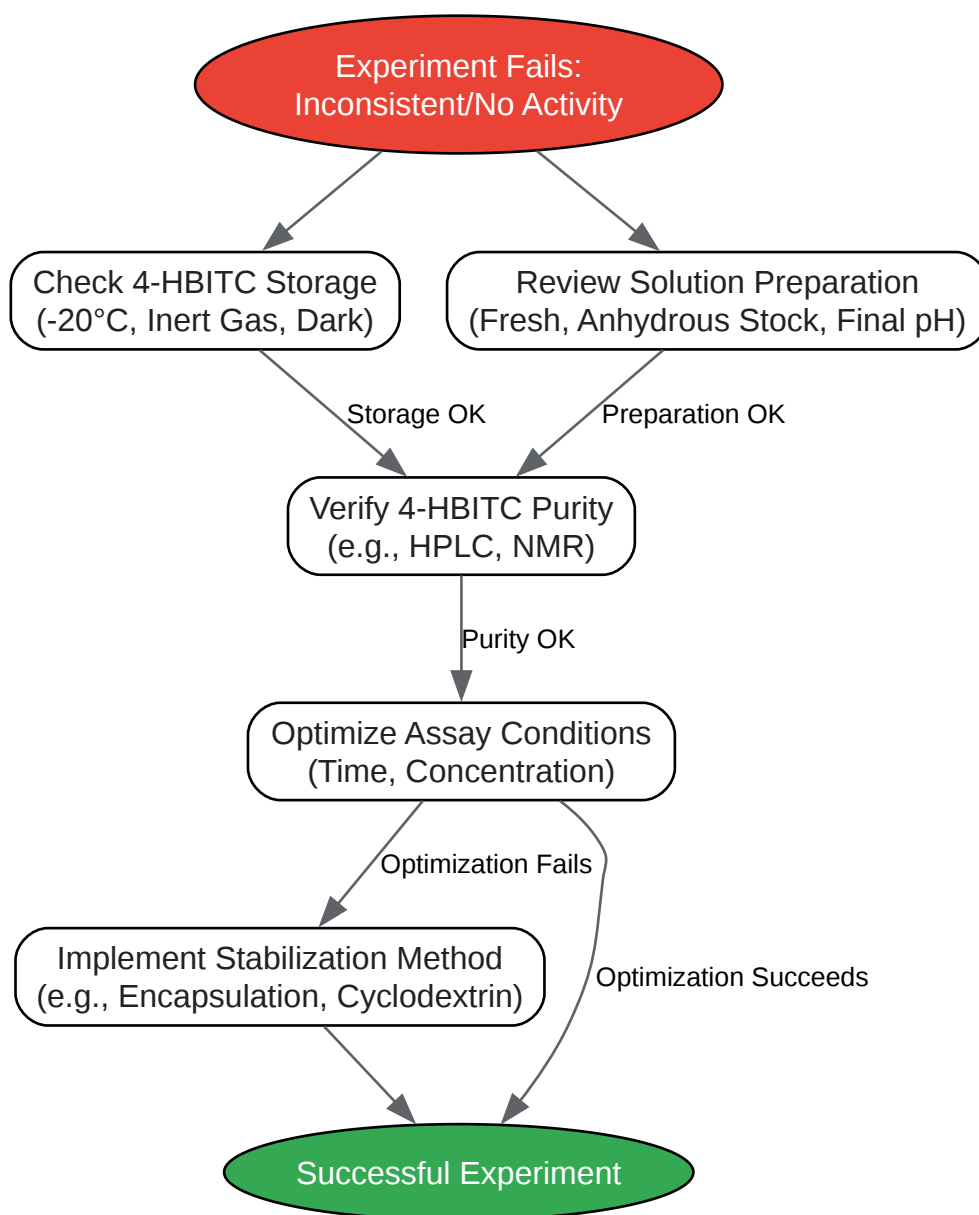 Experiment Fails:
Inconsistent/No Activity
Check 4-HBITC Storage
(-20°C, Inert Gas, Dark)
Review Solution Preparation
(Fresh, Anhydrous Stock, Final pH)
Storage OK
Preparation OK
Verify 4-HBITC Purity
(e.g., HPLC, NMR)
Purity OK
Optimize Assay Conditions
(Time, Concentration)
Optimization Fails
Implement Stabilization Method
(e.g., Encapsulation, Cyclodextrin)
Optimization Succeeds
Successful Experiment